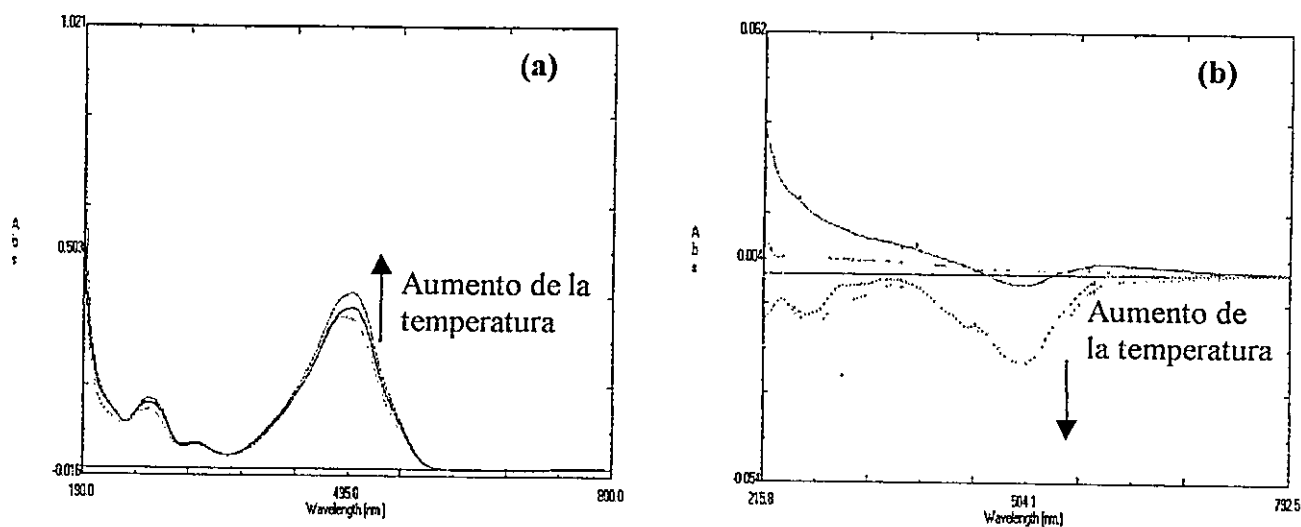 1.021
(a)
A
b
s
0.503
Aumento de la
temperatura
-0.016
190.0
495.0
800.0
Wavelength (nm.)
0.062
(b)
A
b
s
0.004
Aumento de
la temperatura
-0.054
215.8
504.1
792.5
Wavelength (nm.)